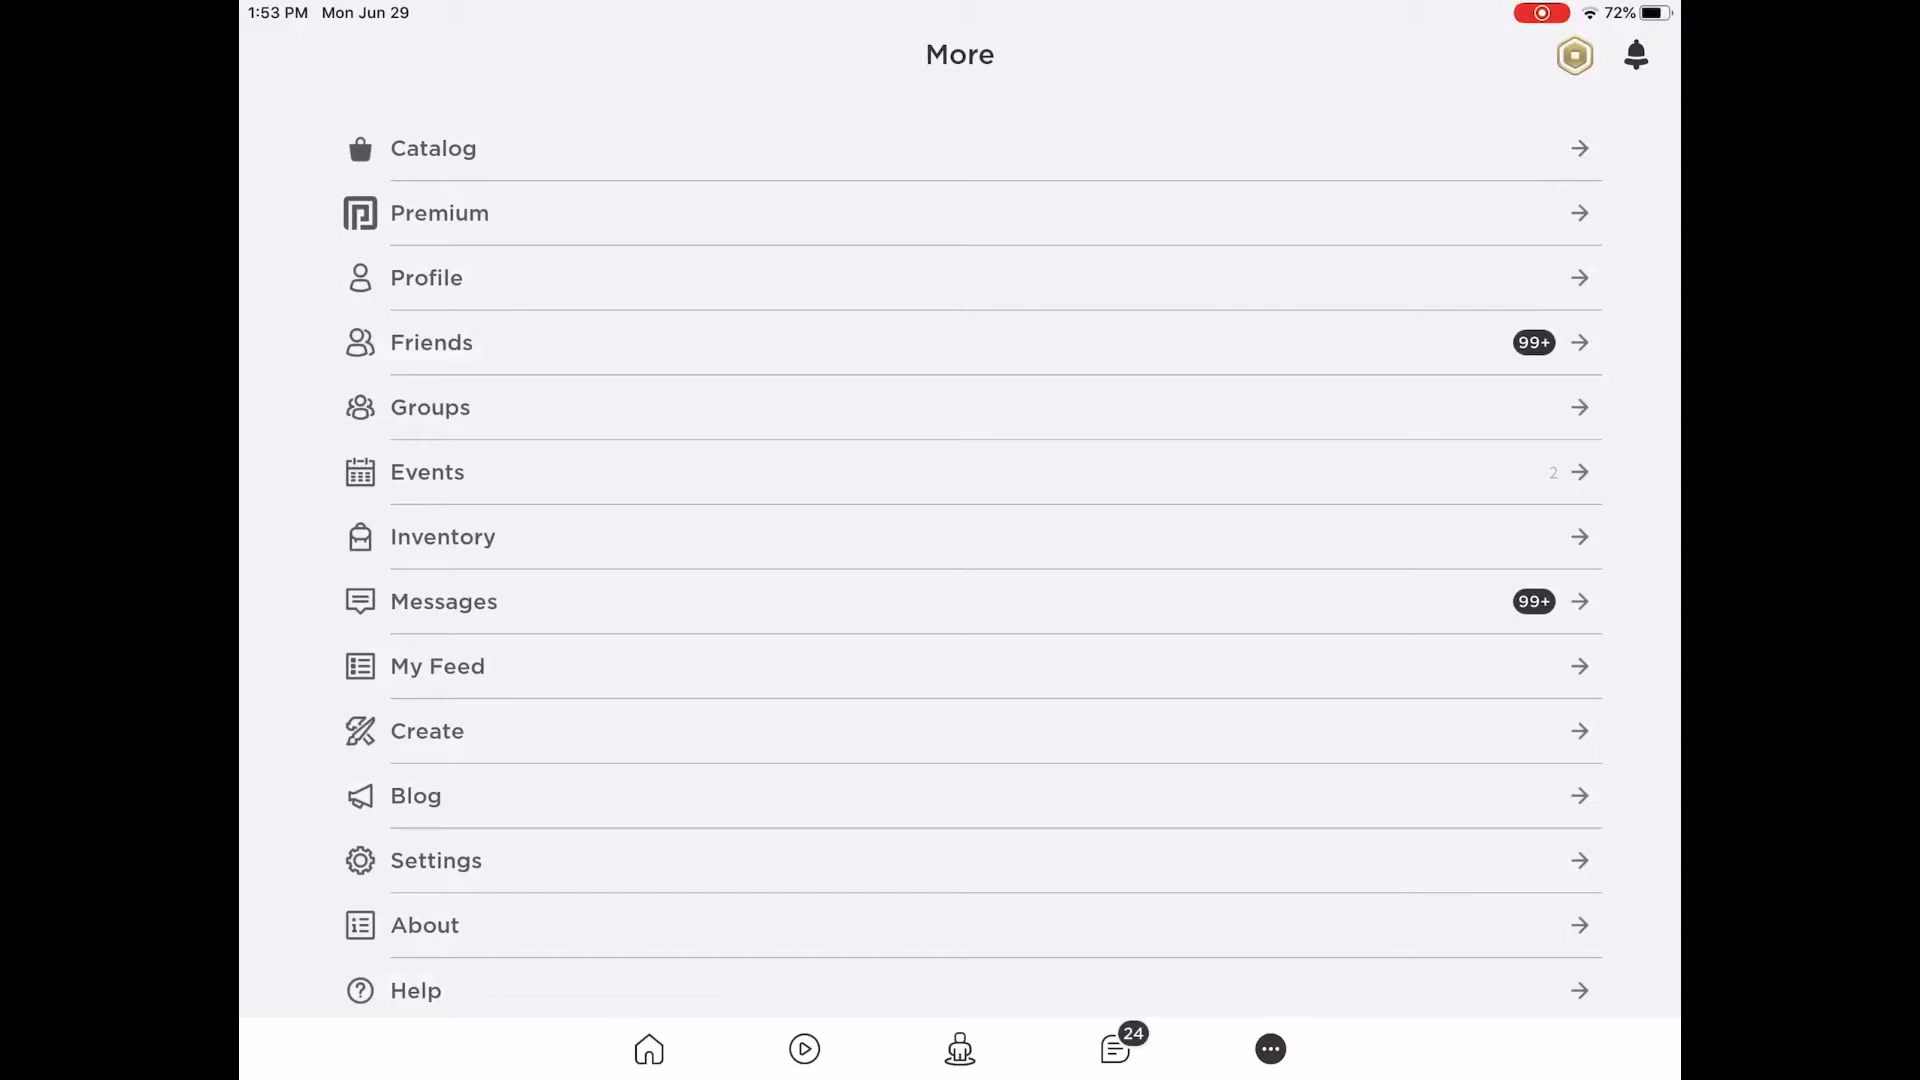 1:53 PM Mon Jun 29
72%
More
Catalog
Premium
Profile
Friends 99+
Groups
Events 2
Inventory
Messages 99+
My Feed
Create
Blog
Settings
About
Help
24